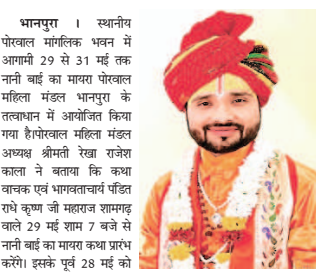 भानपुरा । स्थानीय
पोरवाल मांगलिक भवन में
आगामी 29 से 31 मई तक
नानी बाई का मायरा पोरवाल
महिला मंडल भानपुरा के
तत्वाधान में आयोजित किया
गया है।पोरवाल महिला मंडल
अध्यक्ष श्रीमती रेखा राजेश
काला ने बताया कि कथा
वाचक एवं भागवताचार्य पंडित
राधे कृष्ण जी महाराज शामगढ़
वाले 29 मई शाम 7 बजे से
नानी बाई का मायरा कथा प्रारंभ
करेंगे। इसके पूर्व 28 मई को